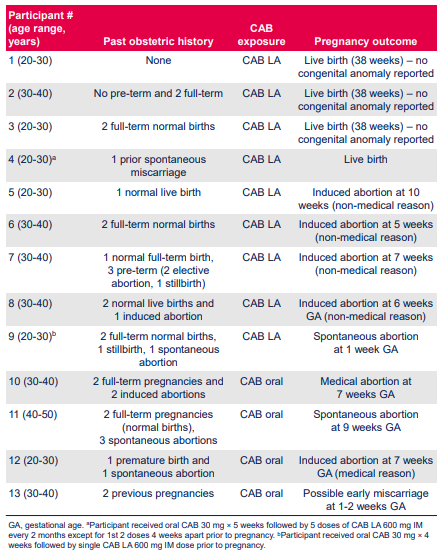 Participant # (age range, years) Past obstetric history CAB exposure Pregnancy outcome
1 (20-30) None CAB LA Live birth (38 weeks) – no congenital anomaly reported
2 (30-40) No pre-term and 2 full-term CAB LA Live birth (38 weeks) – no congenital anomaly reported
3 (20-30) 2 full-term normal births CAB LA Live birth (38 weeks) – no congenital anomaly reported
4 (20-30)ᵃ 1 prior spontaneous miscarriage CAB LA Live birth
5 (20-30) 1 normal live birth CAB LA Induced abortion at 10 weeks (non-medical reason)
6 (30-40) 2 full-term normal births CAB LA Induced abortion at 5 weeks (non-medical reason)
7 (30-40) 1 normal full-term birth, 3 pre-term (2 elective abortion, 1 stillbirth) CAB LA Induced abortion at 7 weeks (non-medical reason)
8 (30-40) 2 normal live births and 1 induced abortion CAB LA Induced abortion at 6 weeks GA (non-medical reason)
9 (20-30)ᵇ 2 full-term normal births, 1 stillbirth, 1 spontaneous abortion CAB LA Spontaneous abortion at 1 week GA
10 (30-40) 2 full-term pregnancies and 2 induced abortions CAB oral Medical abortion at 7 weeks GA
11 (40-50) 2 full-term pregnancies (normal births), 3 spontaneous abortions CAB oral Spontaneous abortion at 9 weeks GA
12 (20-30) 1 premature birth and 1 spontaneous abortion CAB oral Induced abortion at 7 weeks GA (medical reason)
13 (30-40) 2 previous pregnancies CAB oral Possible early miscarriage at 1-2 weeks GA
GA, gestational age. ᵃParticipant received oral CAB 30 mg × 5 weeks followed by 5 doses of CAB LA 600 mg IM
every 2 months except for 1st 2 doses 4 weeks apart prior to pregnancy. ᵇParticipant received oral CAB 30 mg × 4
weeks followed by single CAB LA 600 mg IM dose prior to pregnancy.